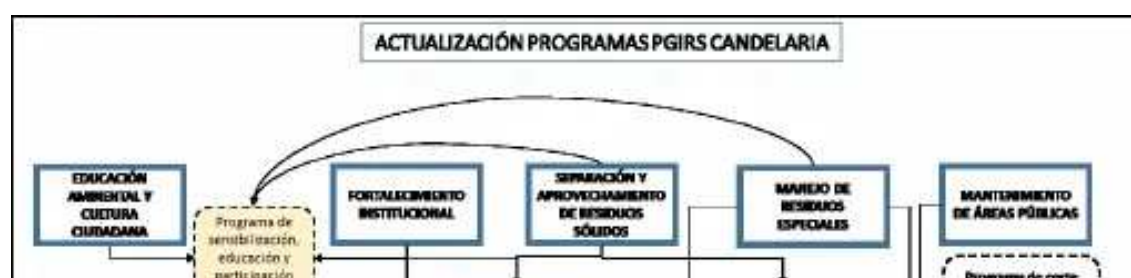 ACTUALIZACIÓN PROGRAMAS PGIRS CANDELARIA
EDUCACIÓN
AMBIENTAL Y
CULTURA
CIUDADANA
Programa de
sensibilización,
educación y
participación
FORTALECIMIENTO
INSTITUCIONAL
SEPARACIÓN Y
APROVECHAMIENTO
DE RESIDUOS
SÓLIDOS
MANEJO DE
RESIDUOS
ESPECIALES
MANTENIMIENTO
DE ÁREAS PÚBLICAS
Programa de corte